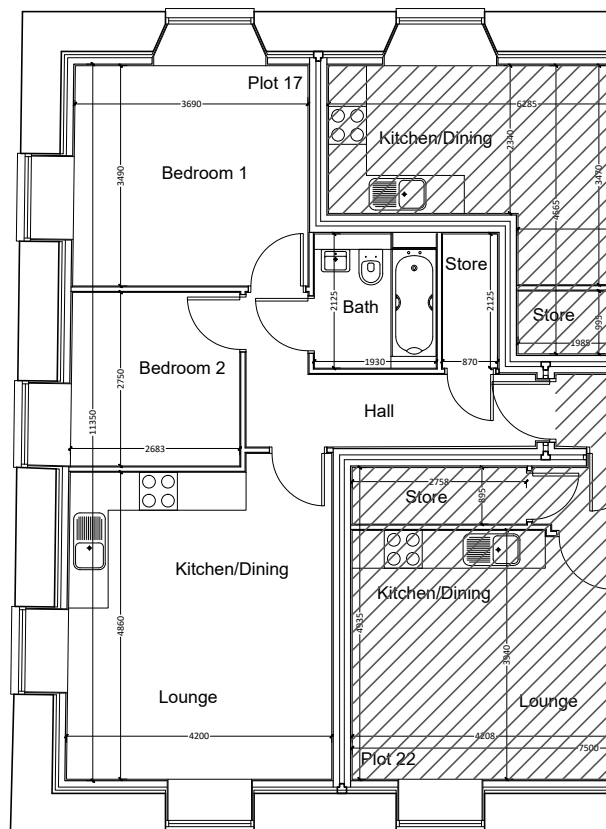 Plot 17
3690
6285
Kitchen/Dining
2340
3470
4665
3490
Bedroom 1
Store
Bath
2125
2125
Store
995
1985
1930
870
Bedroom 2
2750
11350
Hall
2683
2758
895
Store
Kitchen/Dining
Kitchen/Dining
4860
4935
3940
Lounge
Lounge
4200
4208
7500
Plot 22